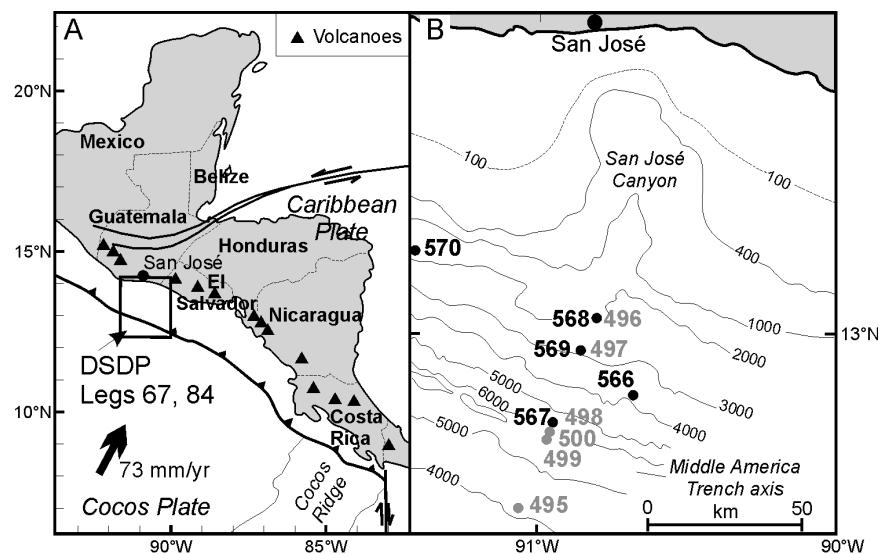 A
▲ Volcanoes
20°N
Mexico
Belize
Guatemala
Caribbean
Plate
15°N
Honduras
San José
El
Salvador
Nicaragua
DSDP
Legs 67, 84
10°N
Costa
Rica
73 mm/yr
Cocos Plate
Cocos
Ridge
90°W
85°W
B
San José
100
San José
Canyon
100
400
570
1000
568 496
13°N
2000
569 497
5000
566
6000
3000
567 498
4000
5000
500
499
Middle America
Trench axis
4000
495
0
50
km
91°W
90°W